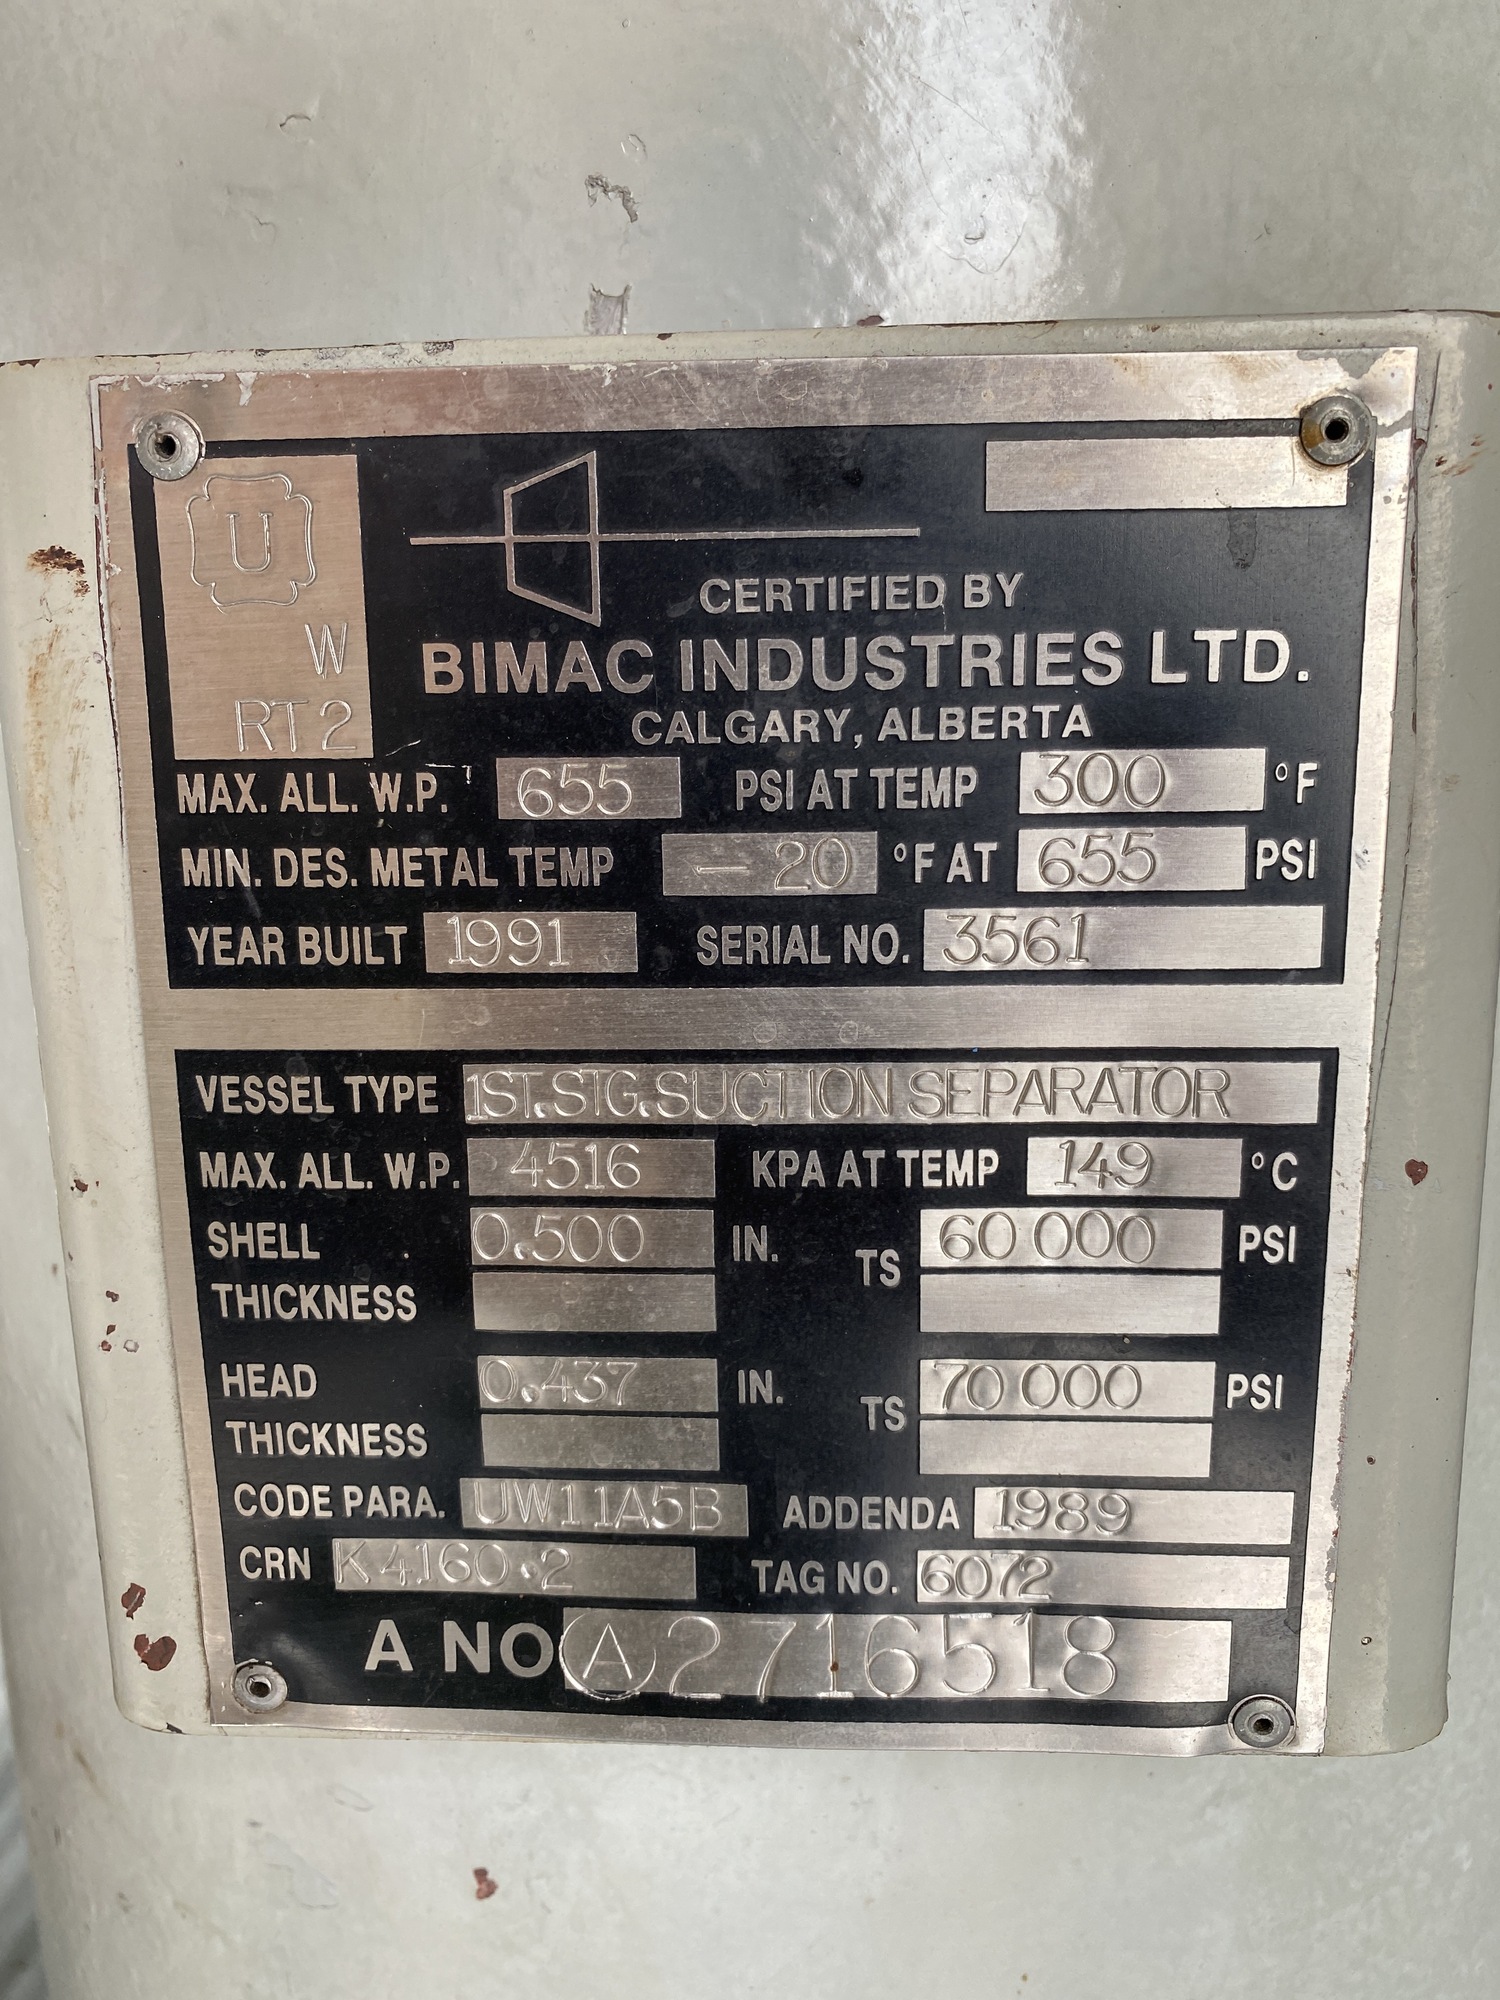 U
W
RT2
CERTIFIED BY
BIMAC INDUSTRIES LTD.
CALGARY, ALBERTA
MAX. ALL. W.P. 655 PSI AT TEMP 300 °F
MIN. DES. METAL TEMP -20 °F AT 655 PSI
YEAR BUILT 1991 SERIAL NO. 3561
VESSEL TYPE 1ST.STG.SUCTION SEPARATOR
MAX. ALL. W.P. 4516 KPA AT TEMP 149 °C
SHELL 0.500 IN. TS 60 000 PSI
THICKNESS
HEAD 0.437 IN. TS 70 000 PSI
THICKNESS
CODE PARA. UW11A5B ADDENDA 1989
CRN K4160.2 TAG NO. 6072
A NO A 2716518